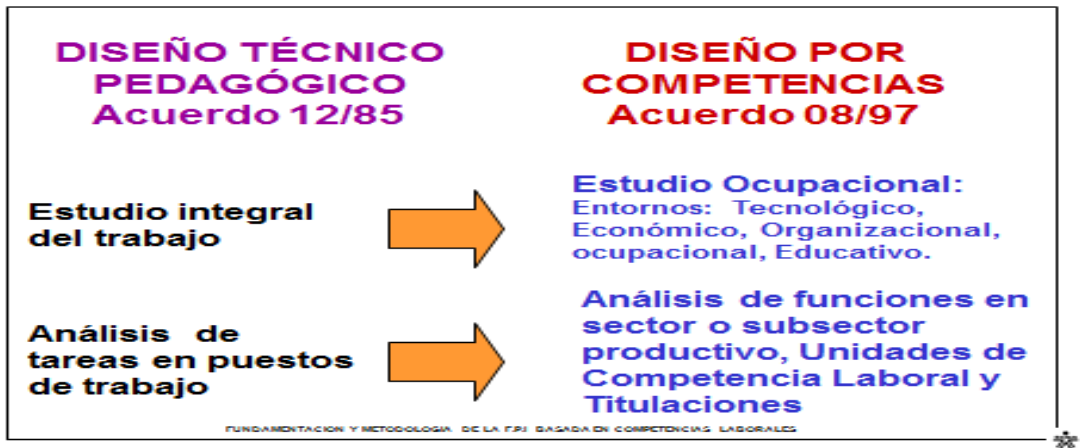 DISEÑO TÉCNICO
PEDAGÓGICO
Acuerdo 12/85
DISEÑO POR
COMPETENCIAS
Acuerdo 08/97
Estudio integral
del trabajo
Estudio Ocupacional:
Entornos: Tecnológico,
Económico, Organizacional,
ocupacional, Educativo.
Análisis de
tareas en puestos
de trabajo
Análisis de funciones en
sector o subsector
productivo, Unidades de
Competencia Laboral y
Titulaciones
FUNDAMENTACION Y METODOLOGIA DE LA F.P.I BASADA EN COMPETENCIAS LABORALES